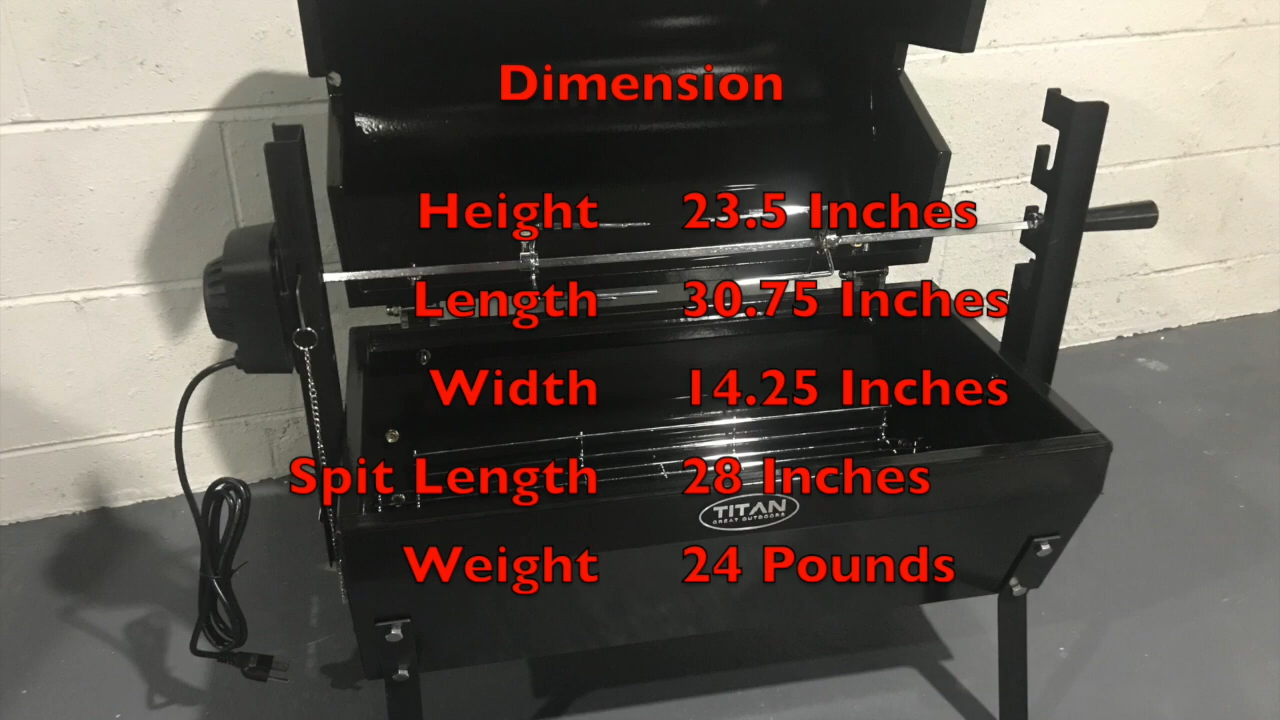 Dimension
Height 23.5 Inches
Length 30.75 Inches
Width 14.25 Inches
Spit Length 28 Inches
TITAN
GREAT OUTDOORS
Weight 24 Pounds